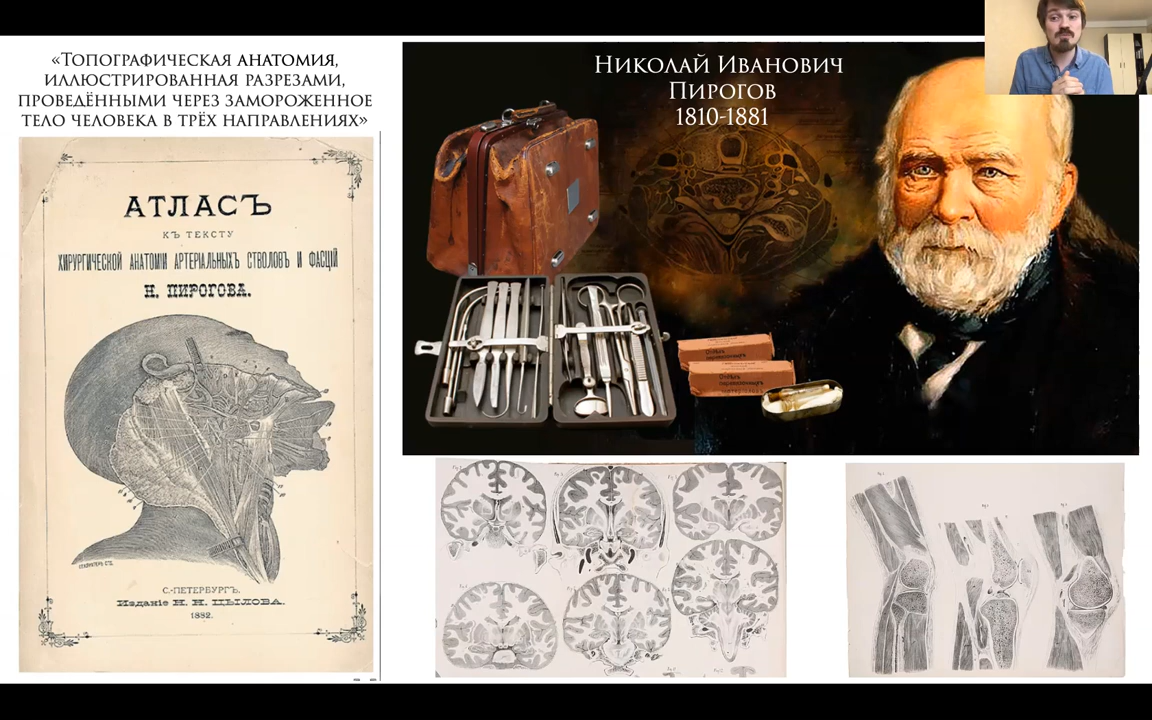 «Топографическая анатомия,
иллюстрированная разрезами,
проведёнными через замороженное
тело человека в трёх направлениях»
АТЛАСЪ
КЪ ТЕКСТУ
ХИРУРГИЧЕСКОЙ АНАТОМІИ АРТЕРІАЛЬНЫХЪ СТВОЛОВЪ И ФАСЦІЙ
Н. ПИРОГОВА.
С.-ПЕТЕРБУРГЪ.
Изданіе Н. Н. ЦЫЛОВА.
1882.
Николай Иванович
Пирогов
1810-1881